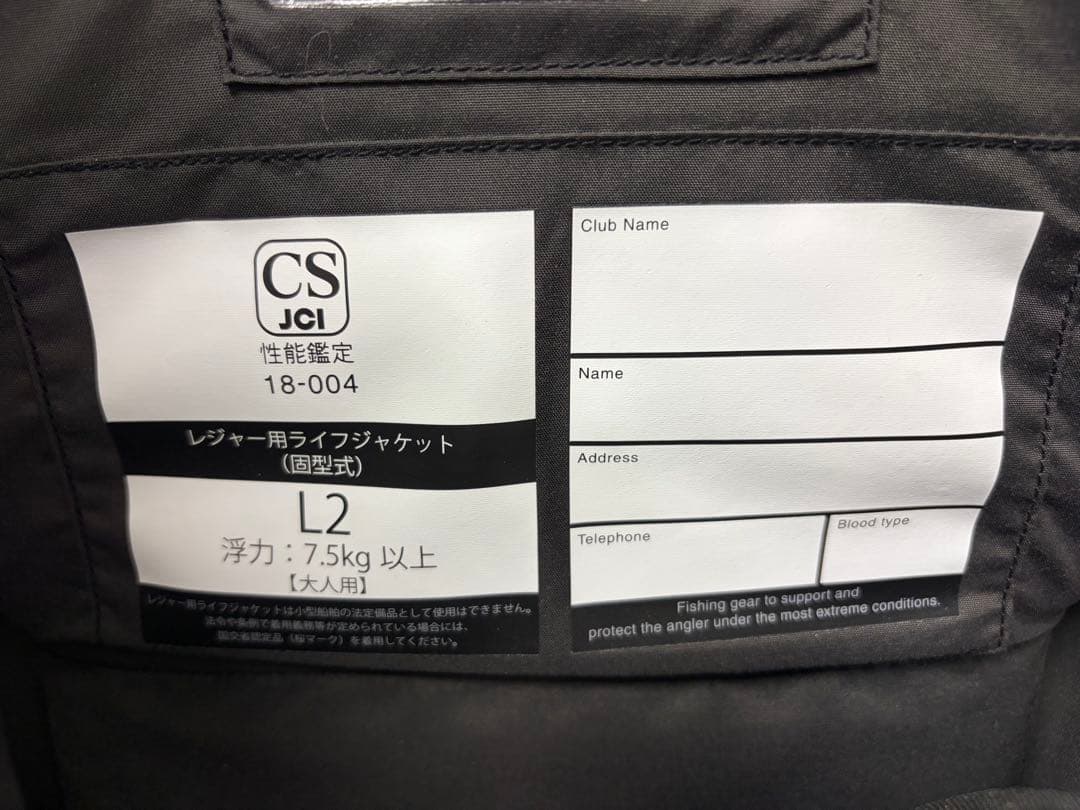 CS
JCI
性能鑑定
18-004
レジャー用ライフジャケット
(固型式)
L2
浮力：7.5kg 以上
【大人用】
レジャー用ライフジャケットは小型船舶の法定備品として使用はできません。
法令や条例で着用義務等が定められている場合には、
国交省認定品（桜マーク）を着用してください。
Club Name
Name
Address
Telephone
Blood type
Fishing gear to support and
protect the angler under the most extreme conditions.